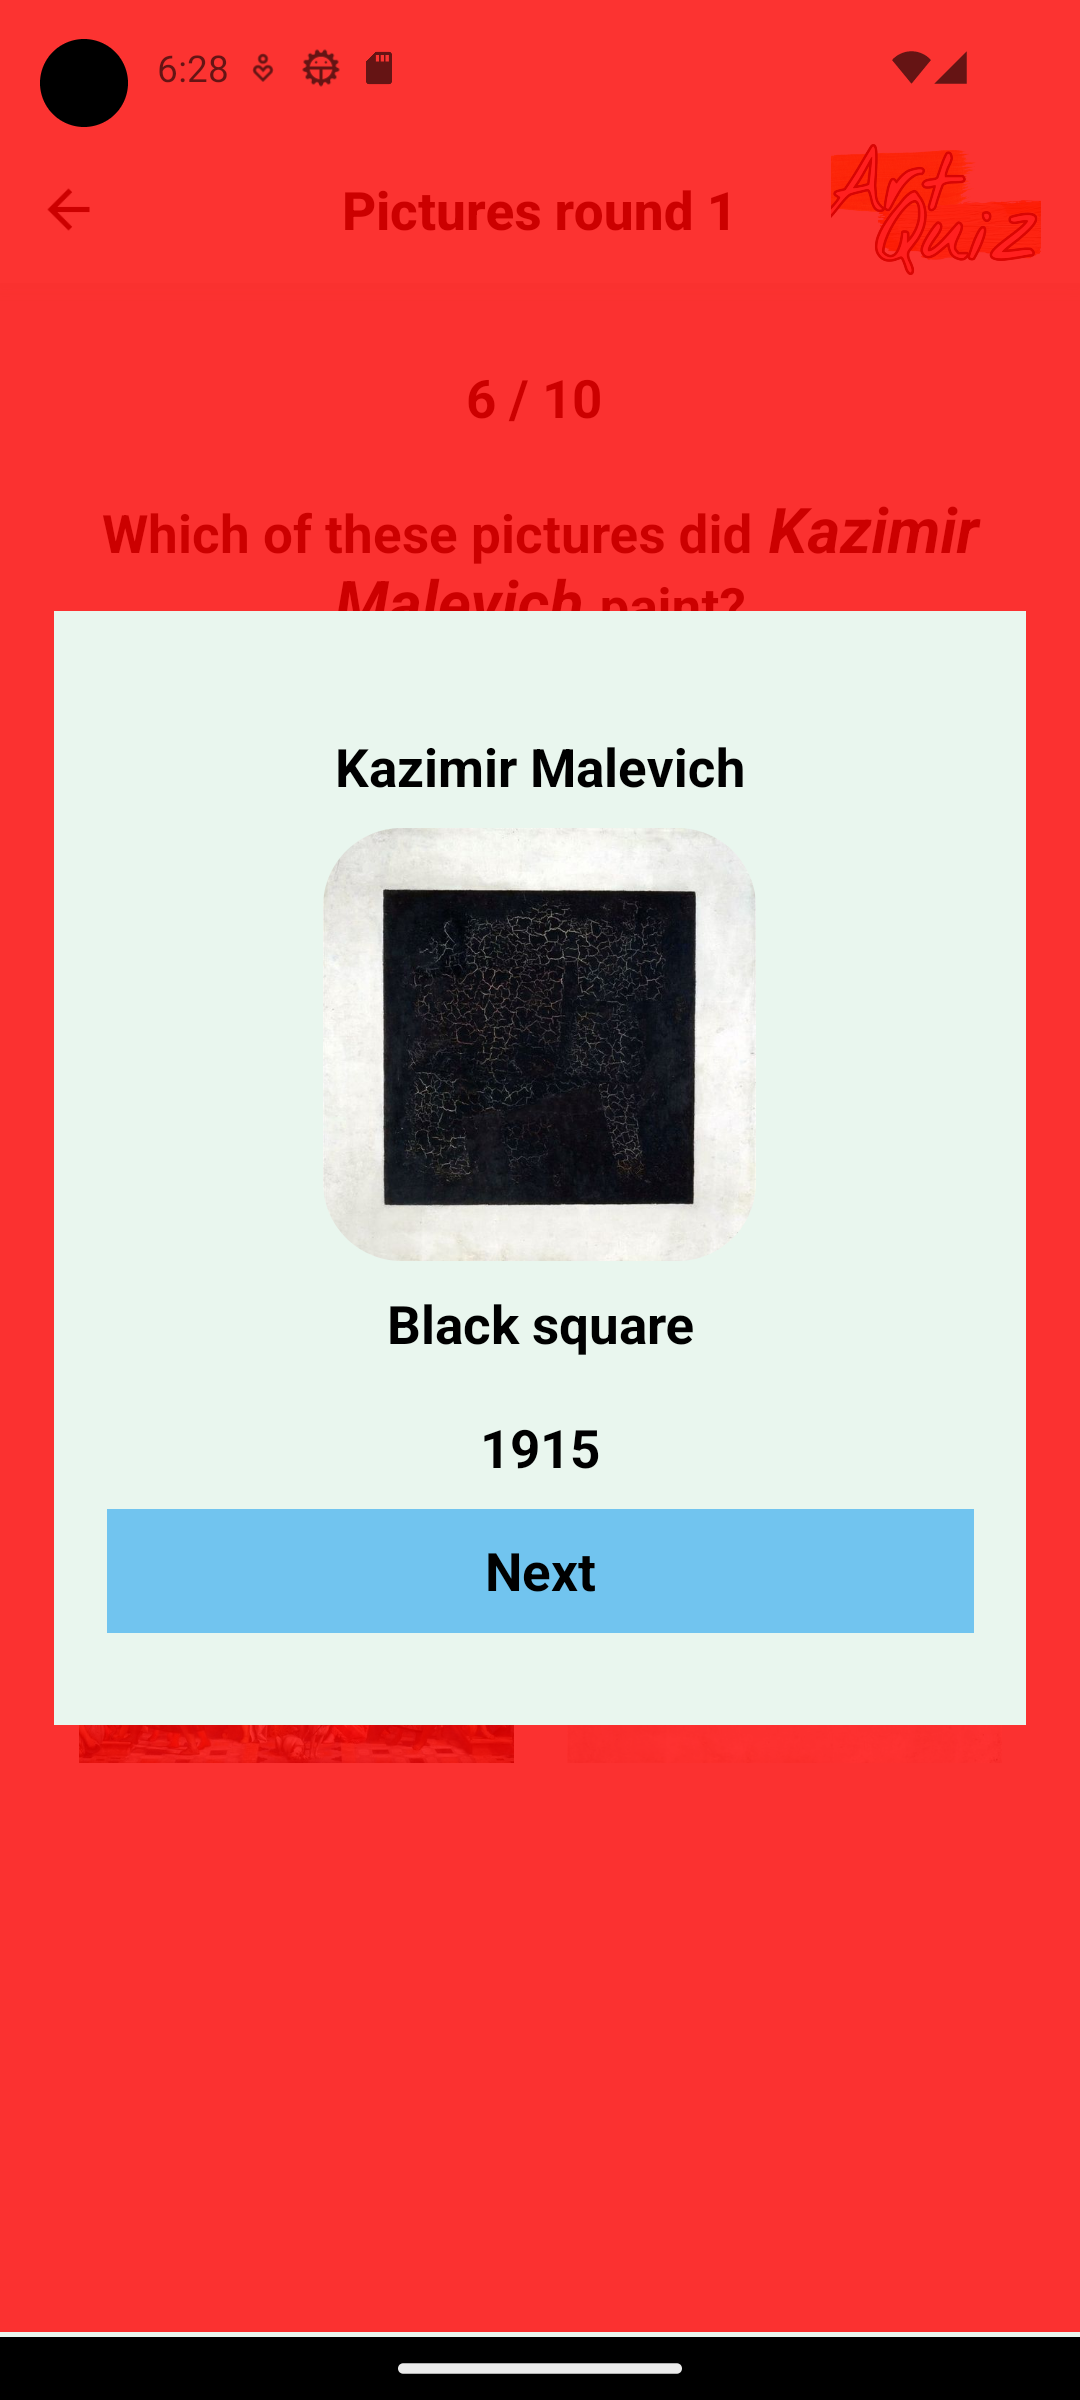 6:28
Pictures round 1
Art
Quiz
6 / 10
Which of these pictures did Kazimir
Malevich paint?
Kazimir Malevich
Black square
1915
Next